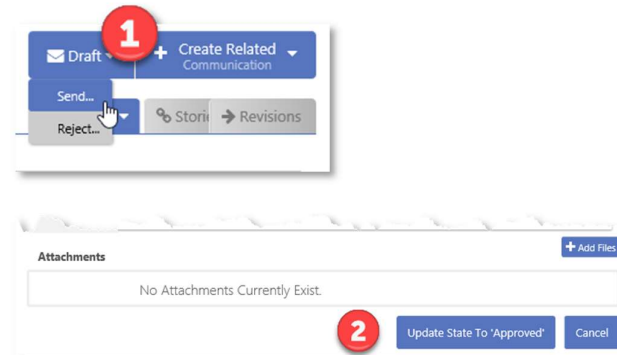 1
Draft
+ Create Related
Communication
Send...
Reject...
Stori
Revisions
Attachments
+ Add Files
No Attachments Currently Exist.
2
Update State To 'Approved'
Cancel